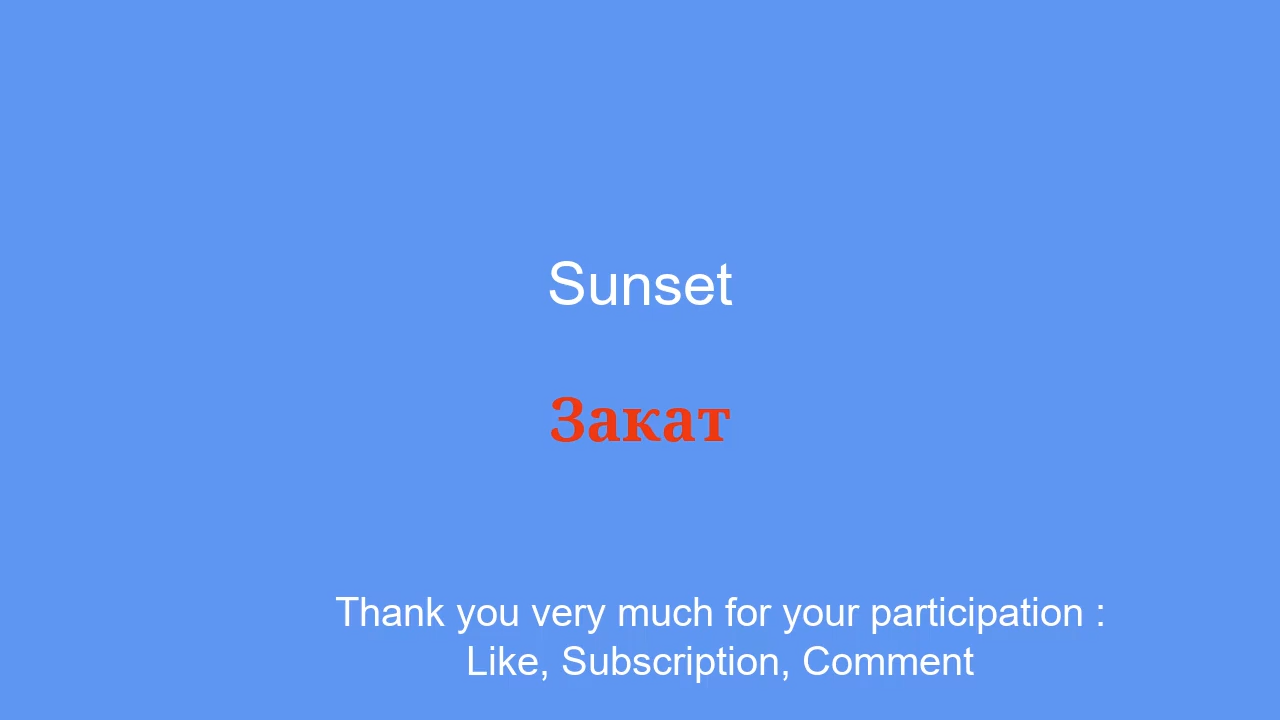 Sunset
Закат
Thank you very much for your participation :
Like, Subscription, Comment